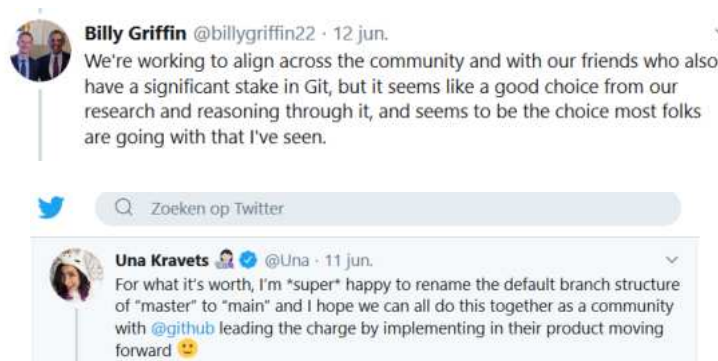 Billy Griffin @billygriffin22 · 12 jun.
We're working to align across the community and with our friends who also
have a significant stake in Git, but it seems like a good choice from our
research and reasoning through it, and seems to be the choice most folks
are going with that I've seen.
Zoeken op Twitter
Una Kravets @Una · 11 jun.
For what it's worth, I'm *super* happy to rename the default branch structure
of "master" to "main" and I hope we can all do this together as a community
with @github leading the charge by implementing in their product moving
forward 🙂